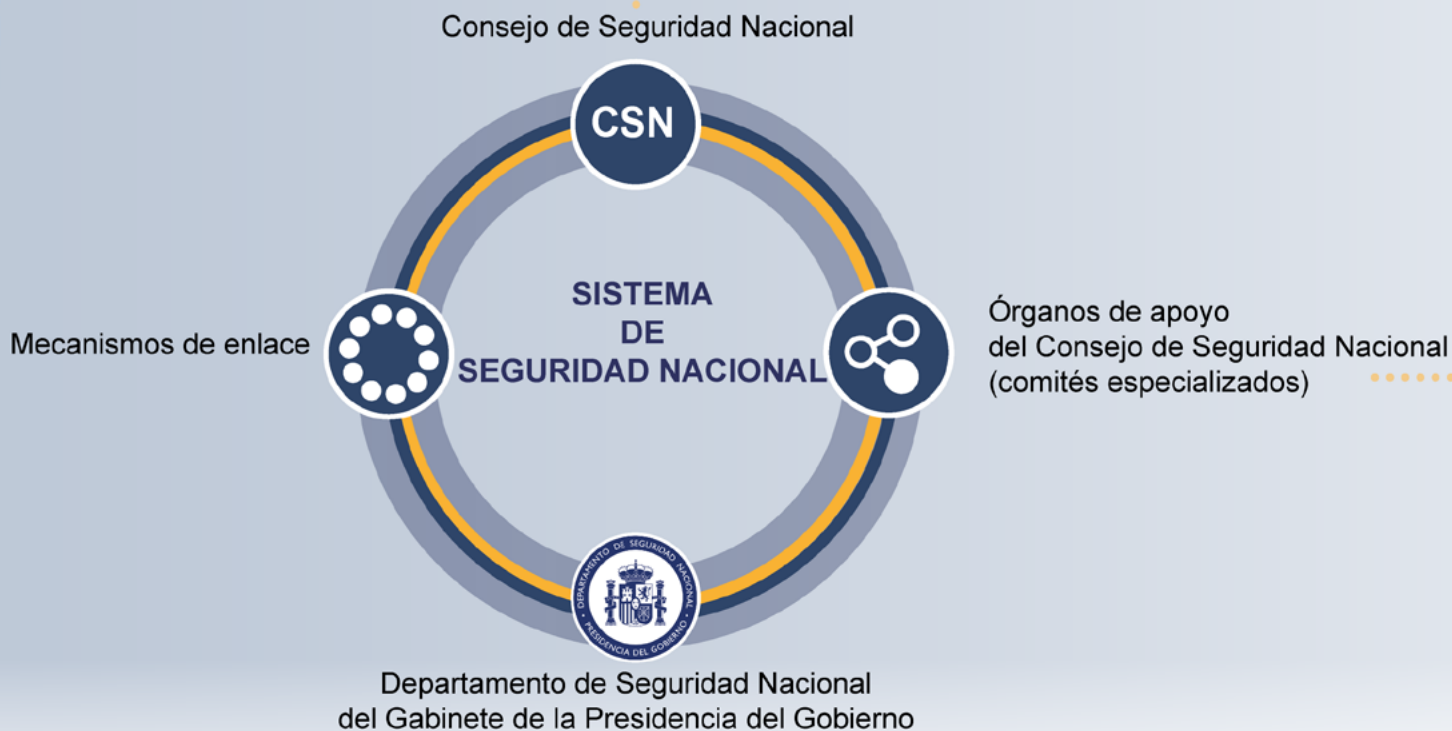 Consejo de Seguridad Nacional
CSN
SISTEMA
DE
SEGURIDAD NACIONAL
Mecanismos de enlace
Órganos de apoyo
del Consejo de Seguridad Nacional
(comités especializados)
DEPARTAMENTO DE SEGURIDAD NACIONAL
PRESIDENCIA DEL GOBIERNO
Departamento de Seguridad Nacional
del Gabinete de la Presidencia del Gobierno